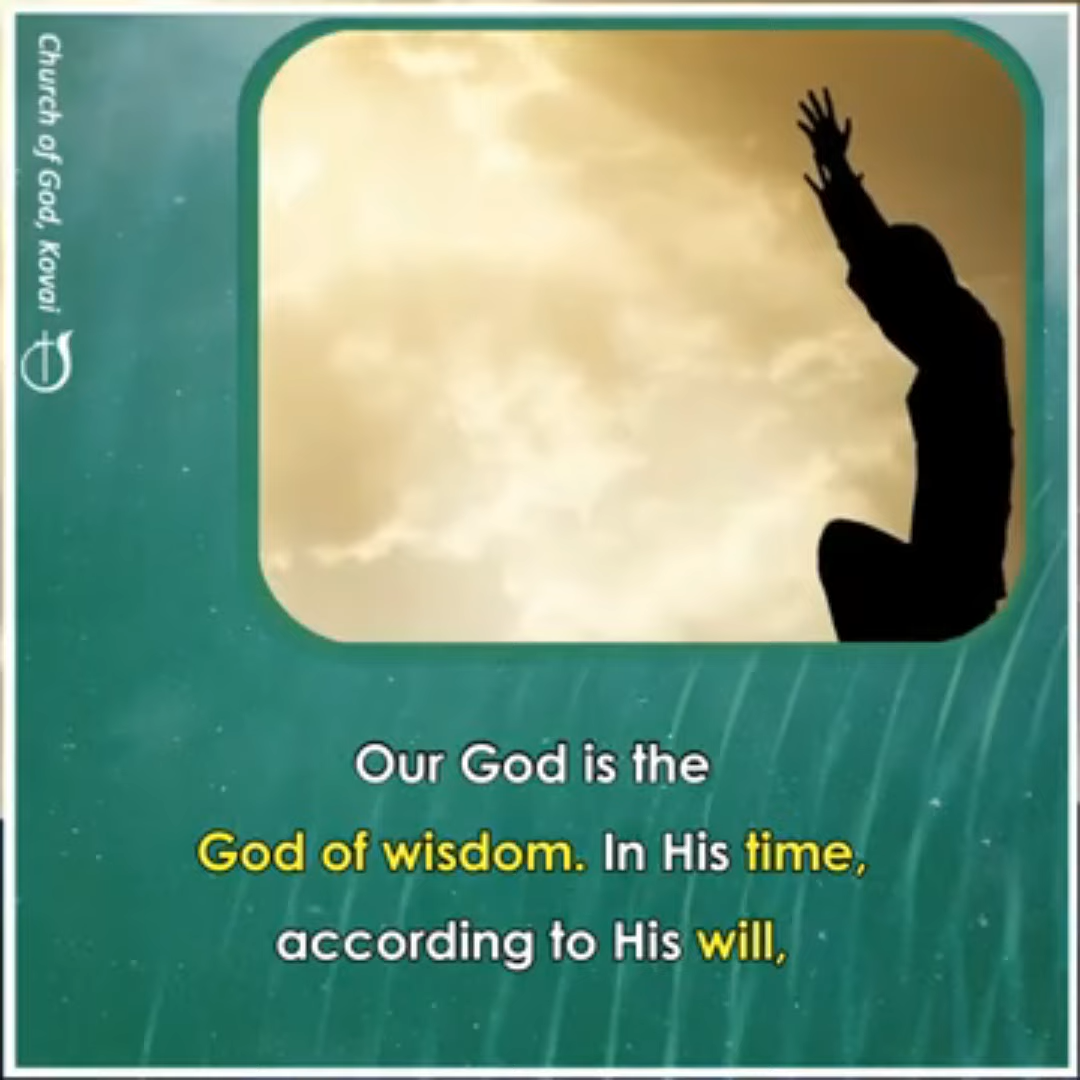 Church of God, Kovai
Our God is the
God of wisdom. In His time,
according to His will,